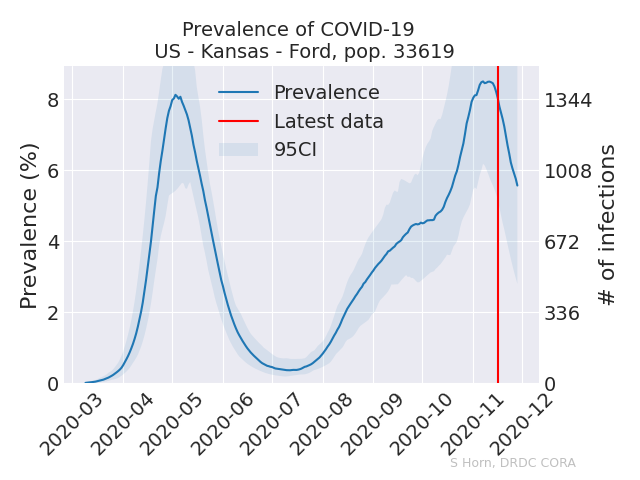 Prevalence of COVID-19
US - Kansas - Ford, pop. 33619
Prevalence
Latest data
95CI
Prevalence (%)
8
6
4
2
0
1344
1008
672
336
0
# of infections
2020-03
2020-04
2020-05
2020-06
2020-07
2020-08
2020-09
2020-10
2020-11
2020-12
S Horn, DRDC CORA